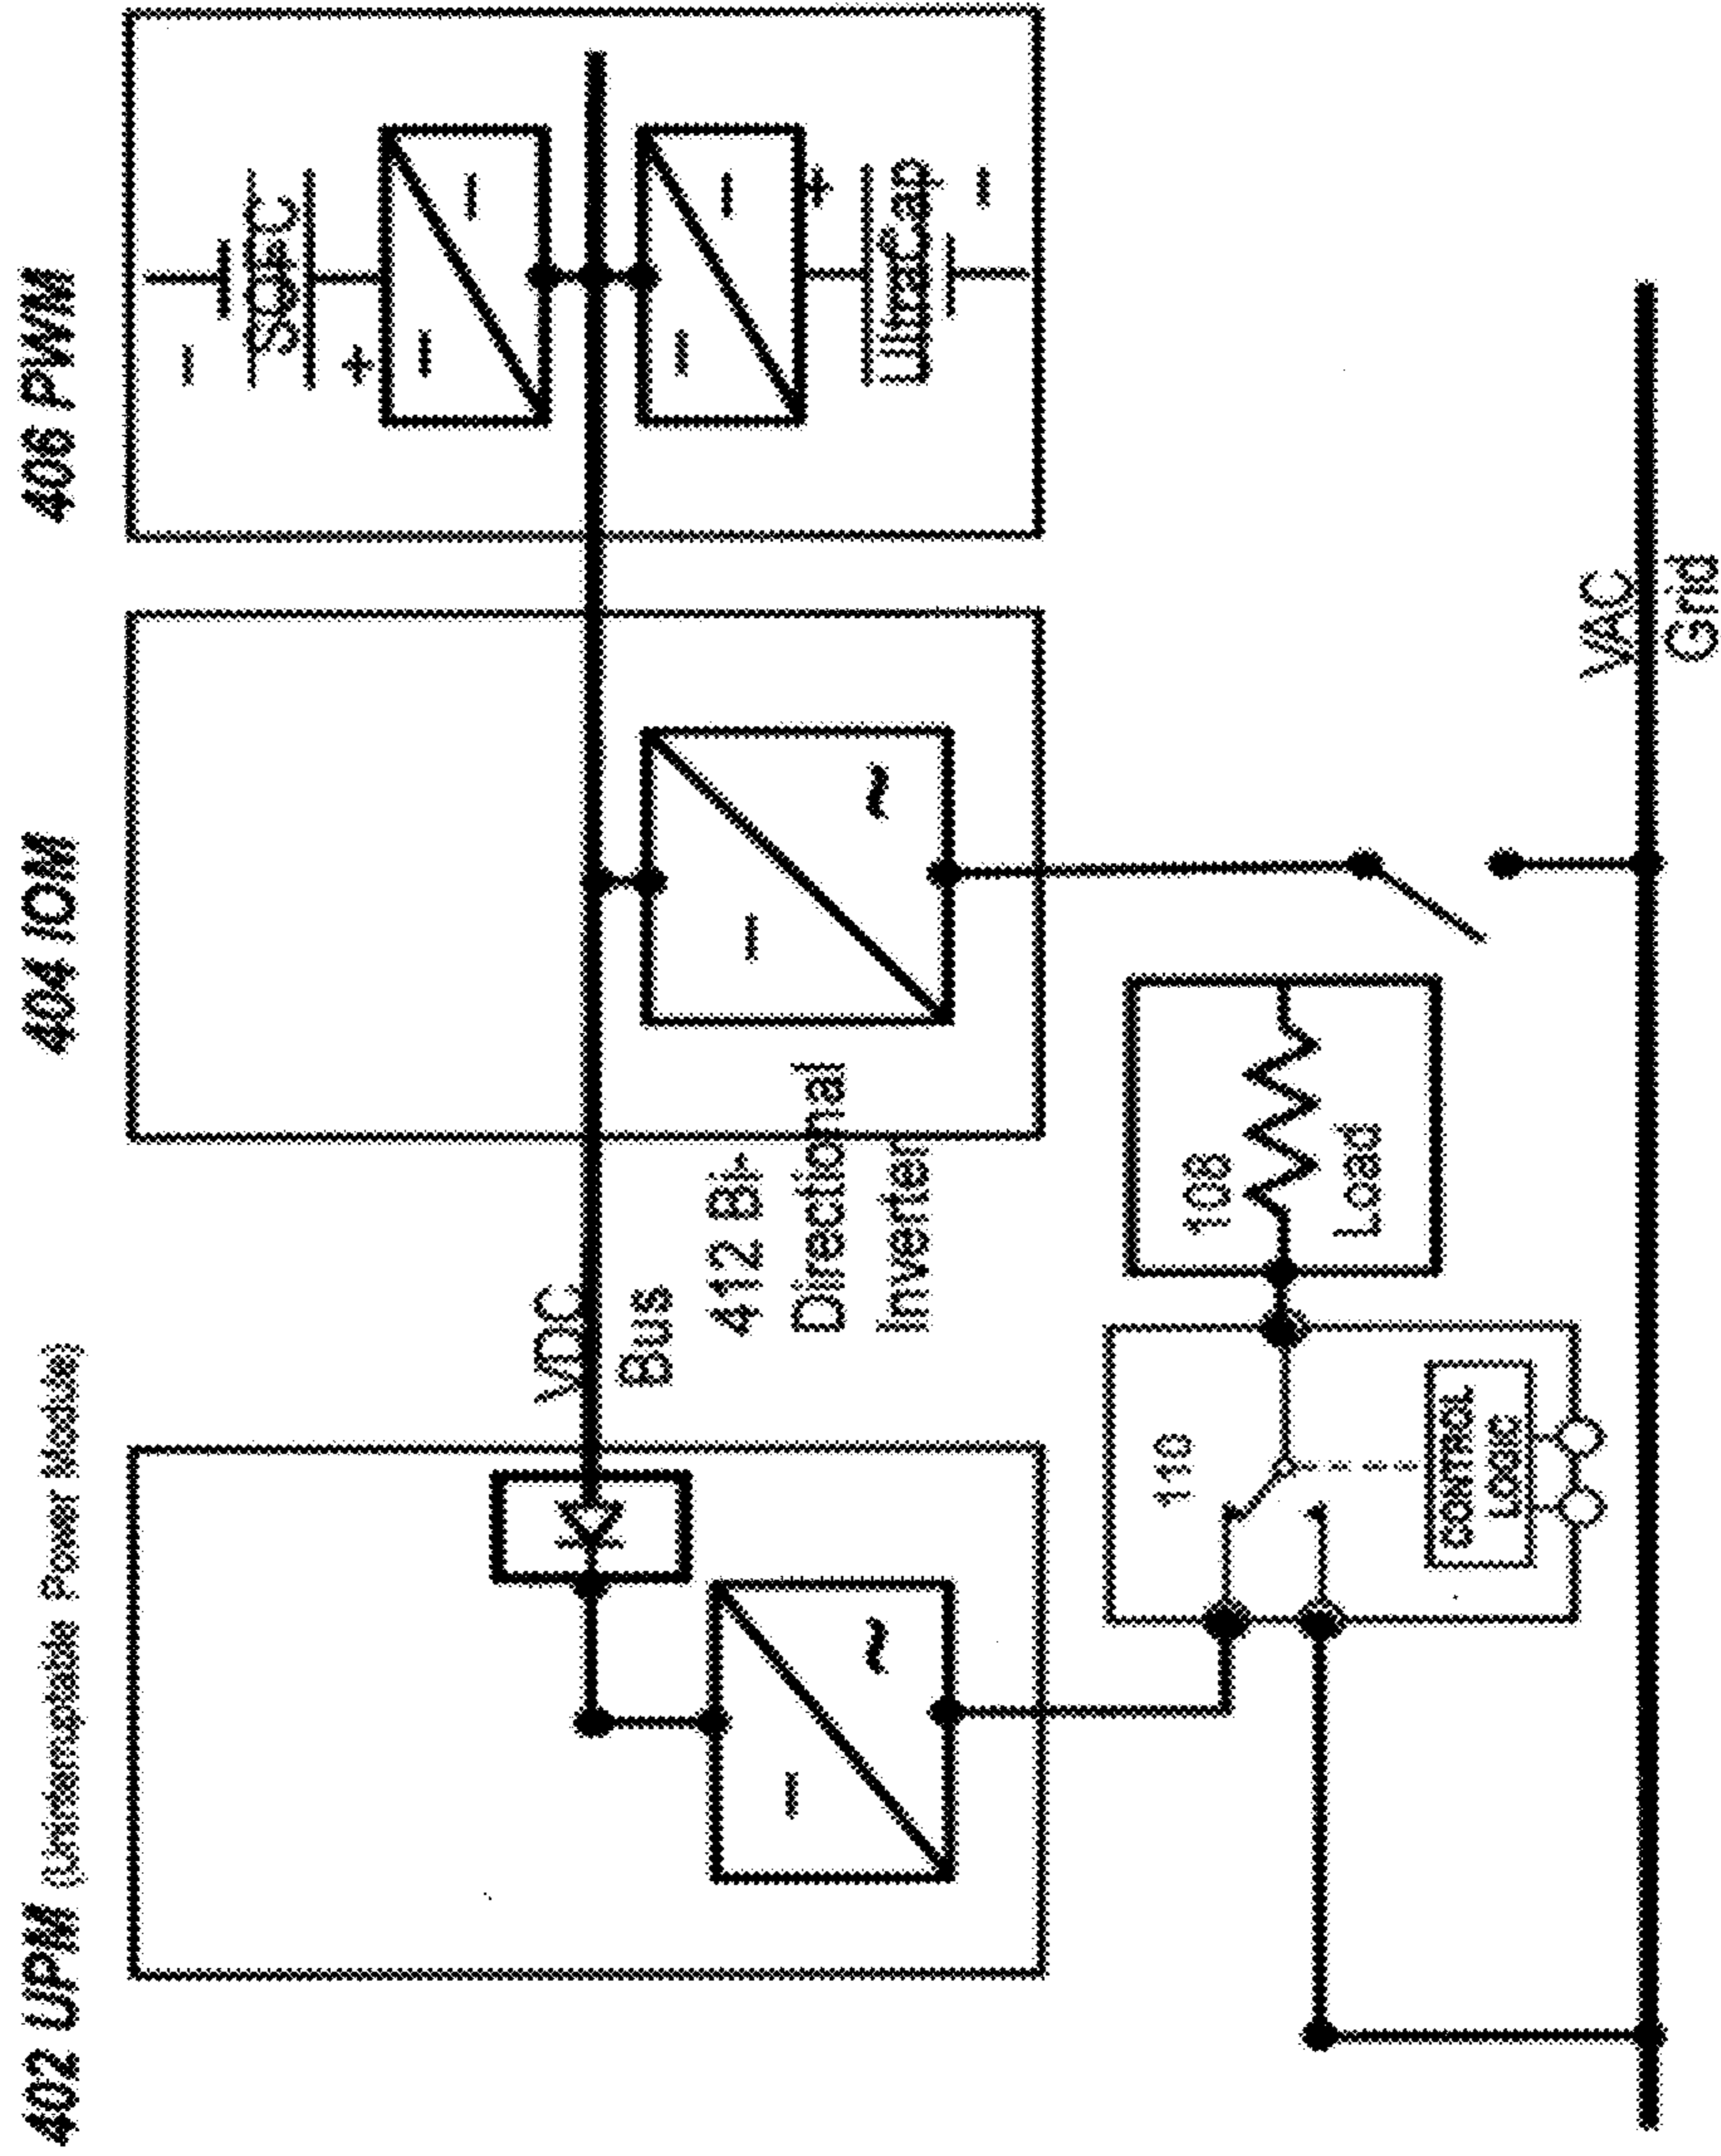 402 UPM (Uninterruptable Power Module)
404 IOM
406 PWM
SOFC
-
+
-
-
-
-
+
UltraCap
-
VDC
Bus
412 Bi-
Directional
Inverter
-
~
-
~
110
CONTROL
LOGIC
108
Load
VAC
Grid